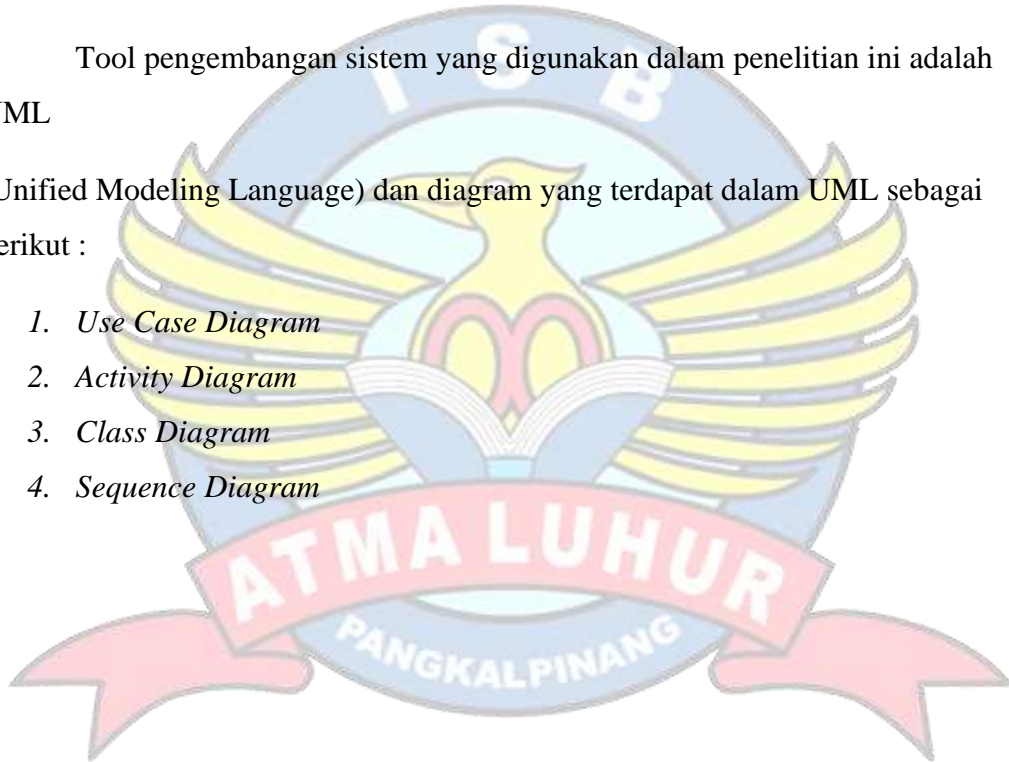 Tool pengembangan sistem yang digunakan dalam penelitian ini adalah
UML
(Unified Modeling Language) dan diagram yang terdapat dalam UML sebagai
berikut :
1. Use Case Diagram
2. Activity Diagram
3. Class Diagram
4. Sequence Diagram
I S B
ATMA LUHUR
PANGKALPINANG